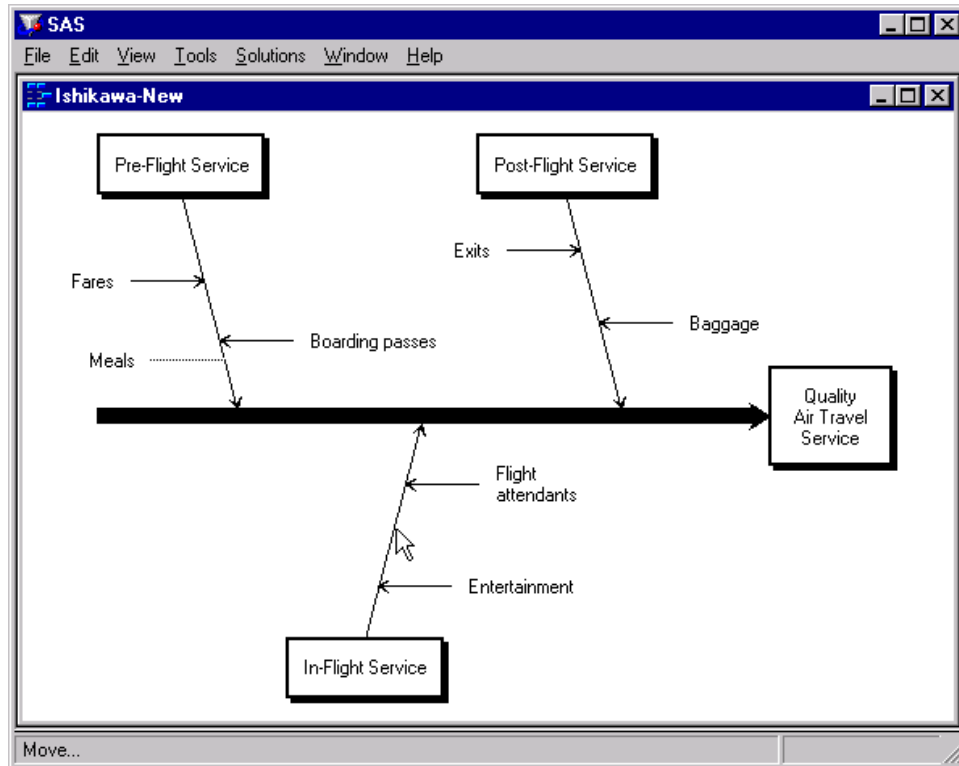 SAS
File Edit View Tools Solutions Window Help
Ishikawa-New
Pre-Flight Service
Post-Flight Service
Exits
Fares
Baggage
Boarding passes
Meals
Quality
Air Travel
Service
Flight
attendants
Entertainment
In-Flight Service
Move...